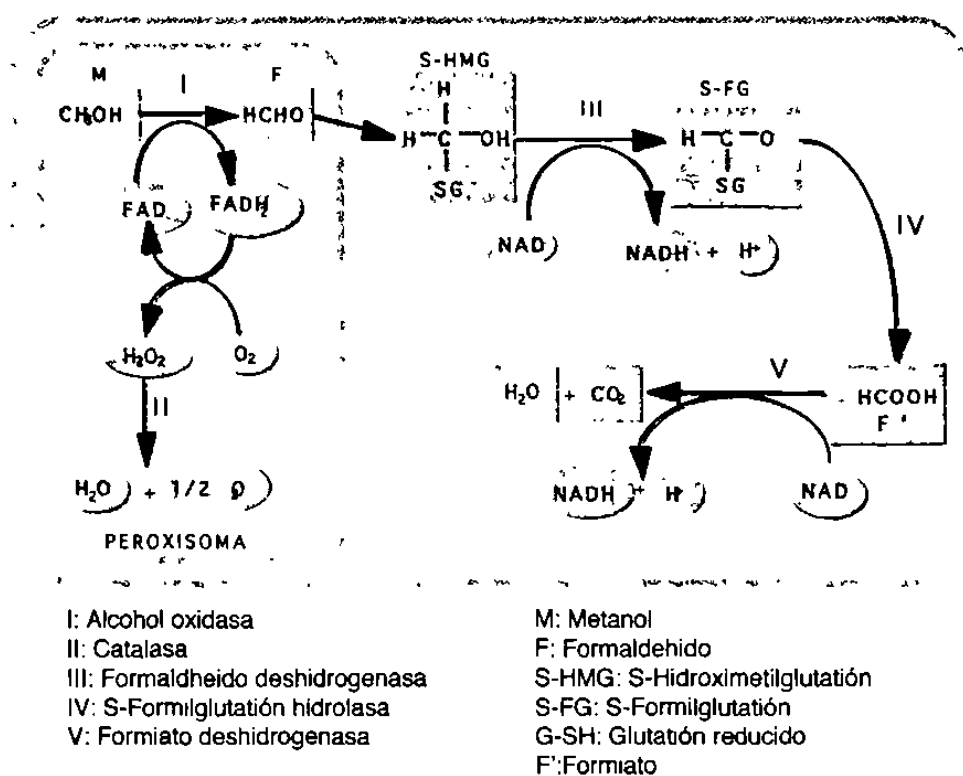 M I F S-HMG
H
III
S-FG
CH3OH HCHO H-C-OH H-C-O
SG SG
FAD FADH2
NAD NADH + H+
IV
H2O2 O2
II
H2O + CO2
V
HCOOH
F'
H2O + 1/2 O
NADH + H+ NAD
PEROXISOMA
I: Alcohol oxidasa
II: Catalasa
III: Formaldheido deshidrogenasa
IV: S-Formilglutatión hidrolasa
V: Formiato deshidrogenasa
M: Metanol
F: Formaldehido
S-HMG: S-Hidroximetilglutatión
S-FG: S-Formilglutatión
G-SH: Glutatión reducido
F':Formiato